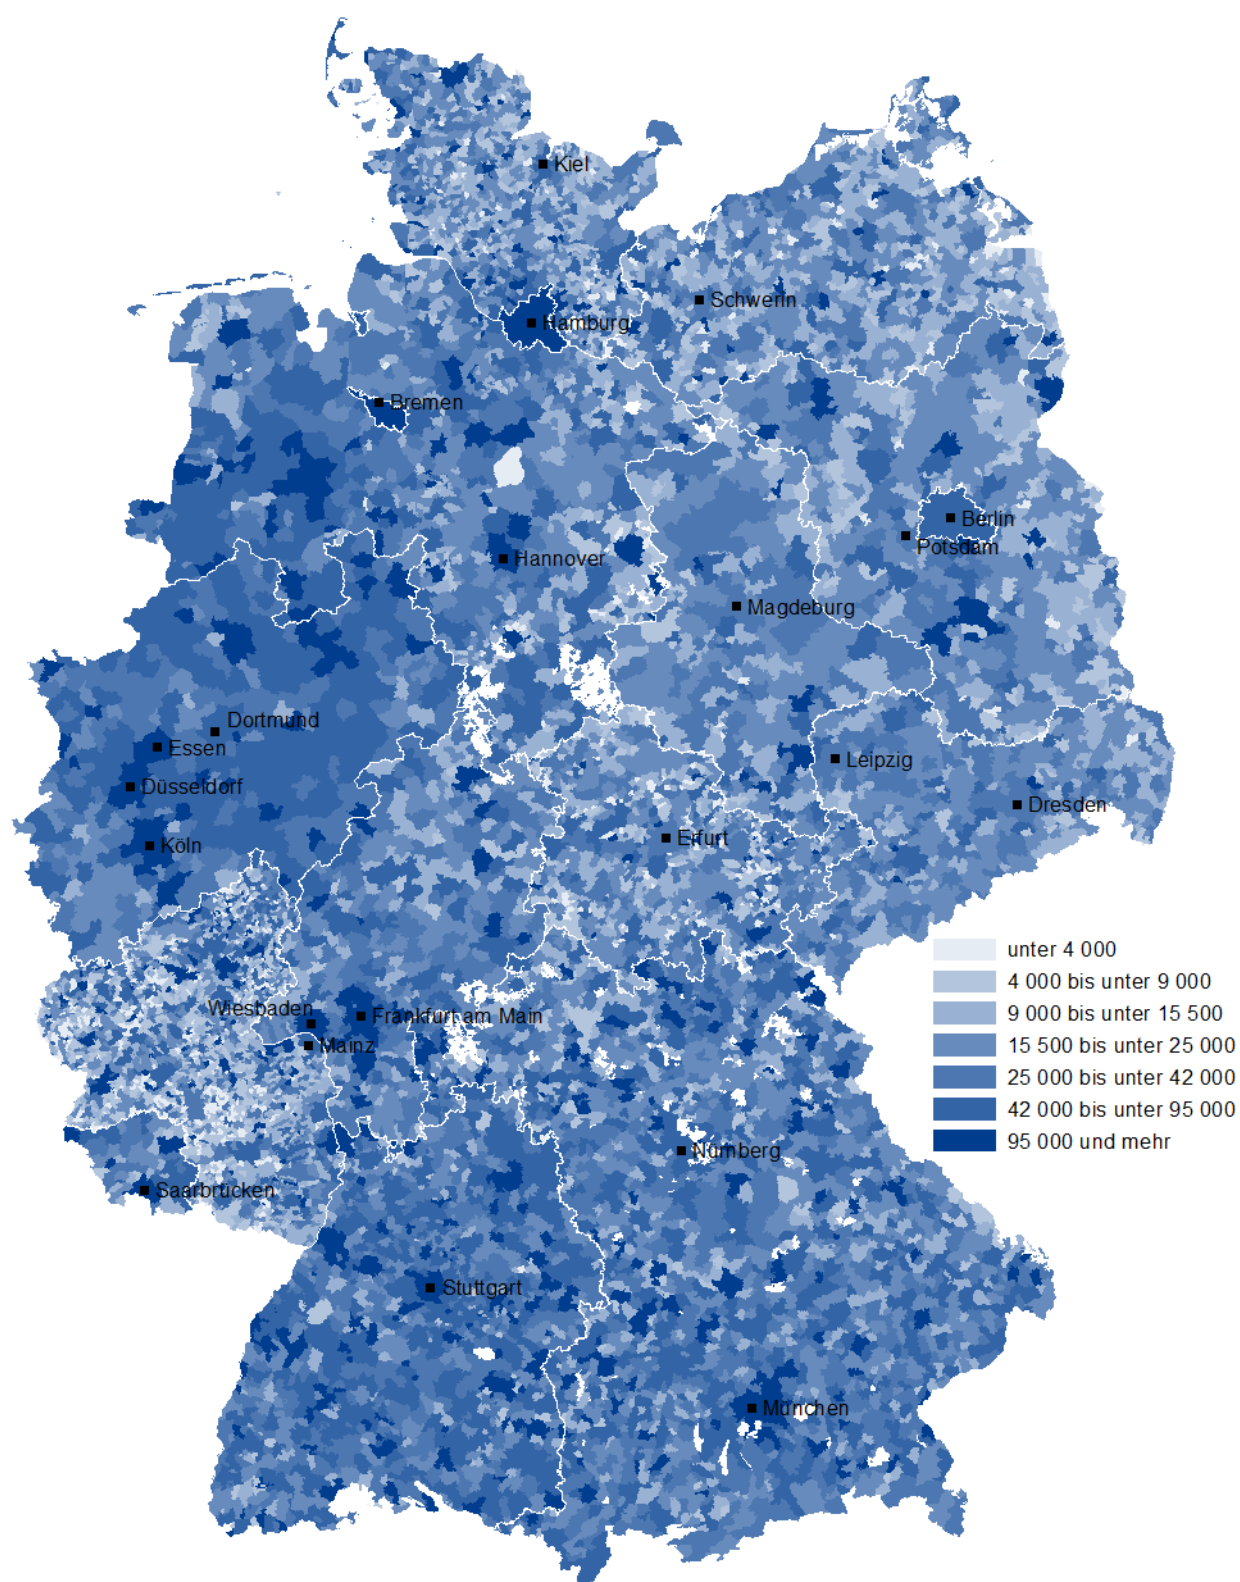 Kiel
Schwerin
Hamburg
Bremen
Berlin
Potsdam
Hannover
Magdeburg
Dortmund
Essen
Düsseldorf
Leipzig
Dresden
Köln
Erfurt
unter 4 000
4 000 bis unter 9 000
9 000 bis unter 15 500
15 500 bis unter 25 000
25 000 bis unter 42 000
42 000 bis unter 95 000
95 000 und mehr
Wiesbaden
Frankfurt am Main
Mainz
Nürnberg
Saarbrücken
Stuttgart
München